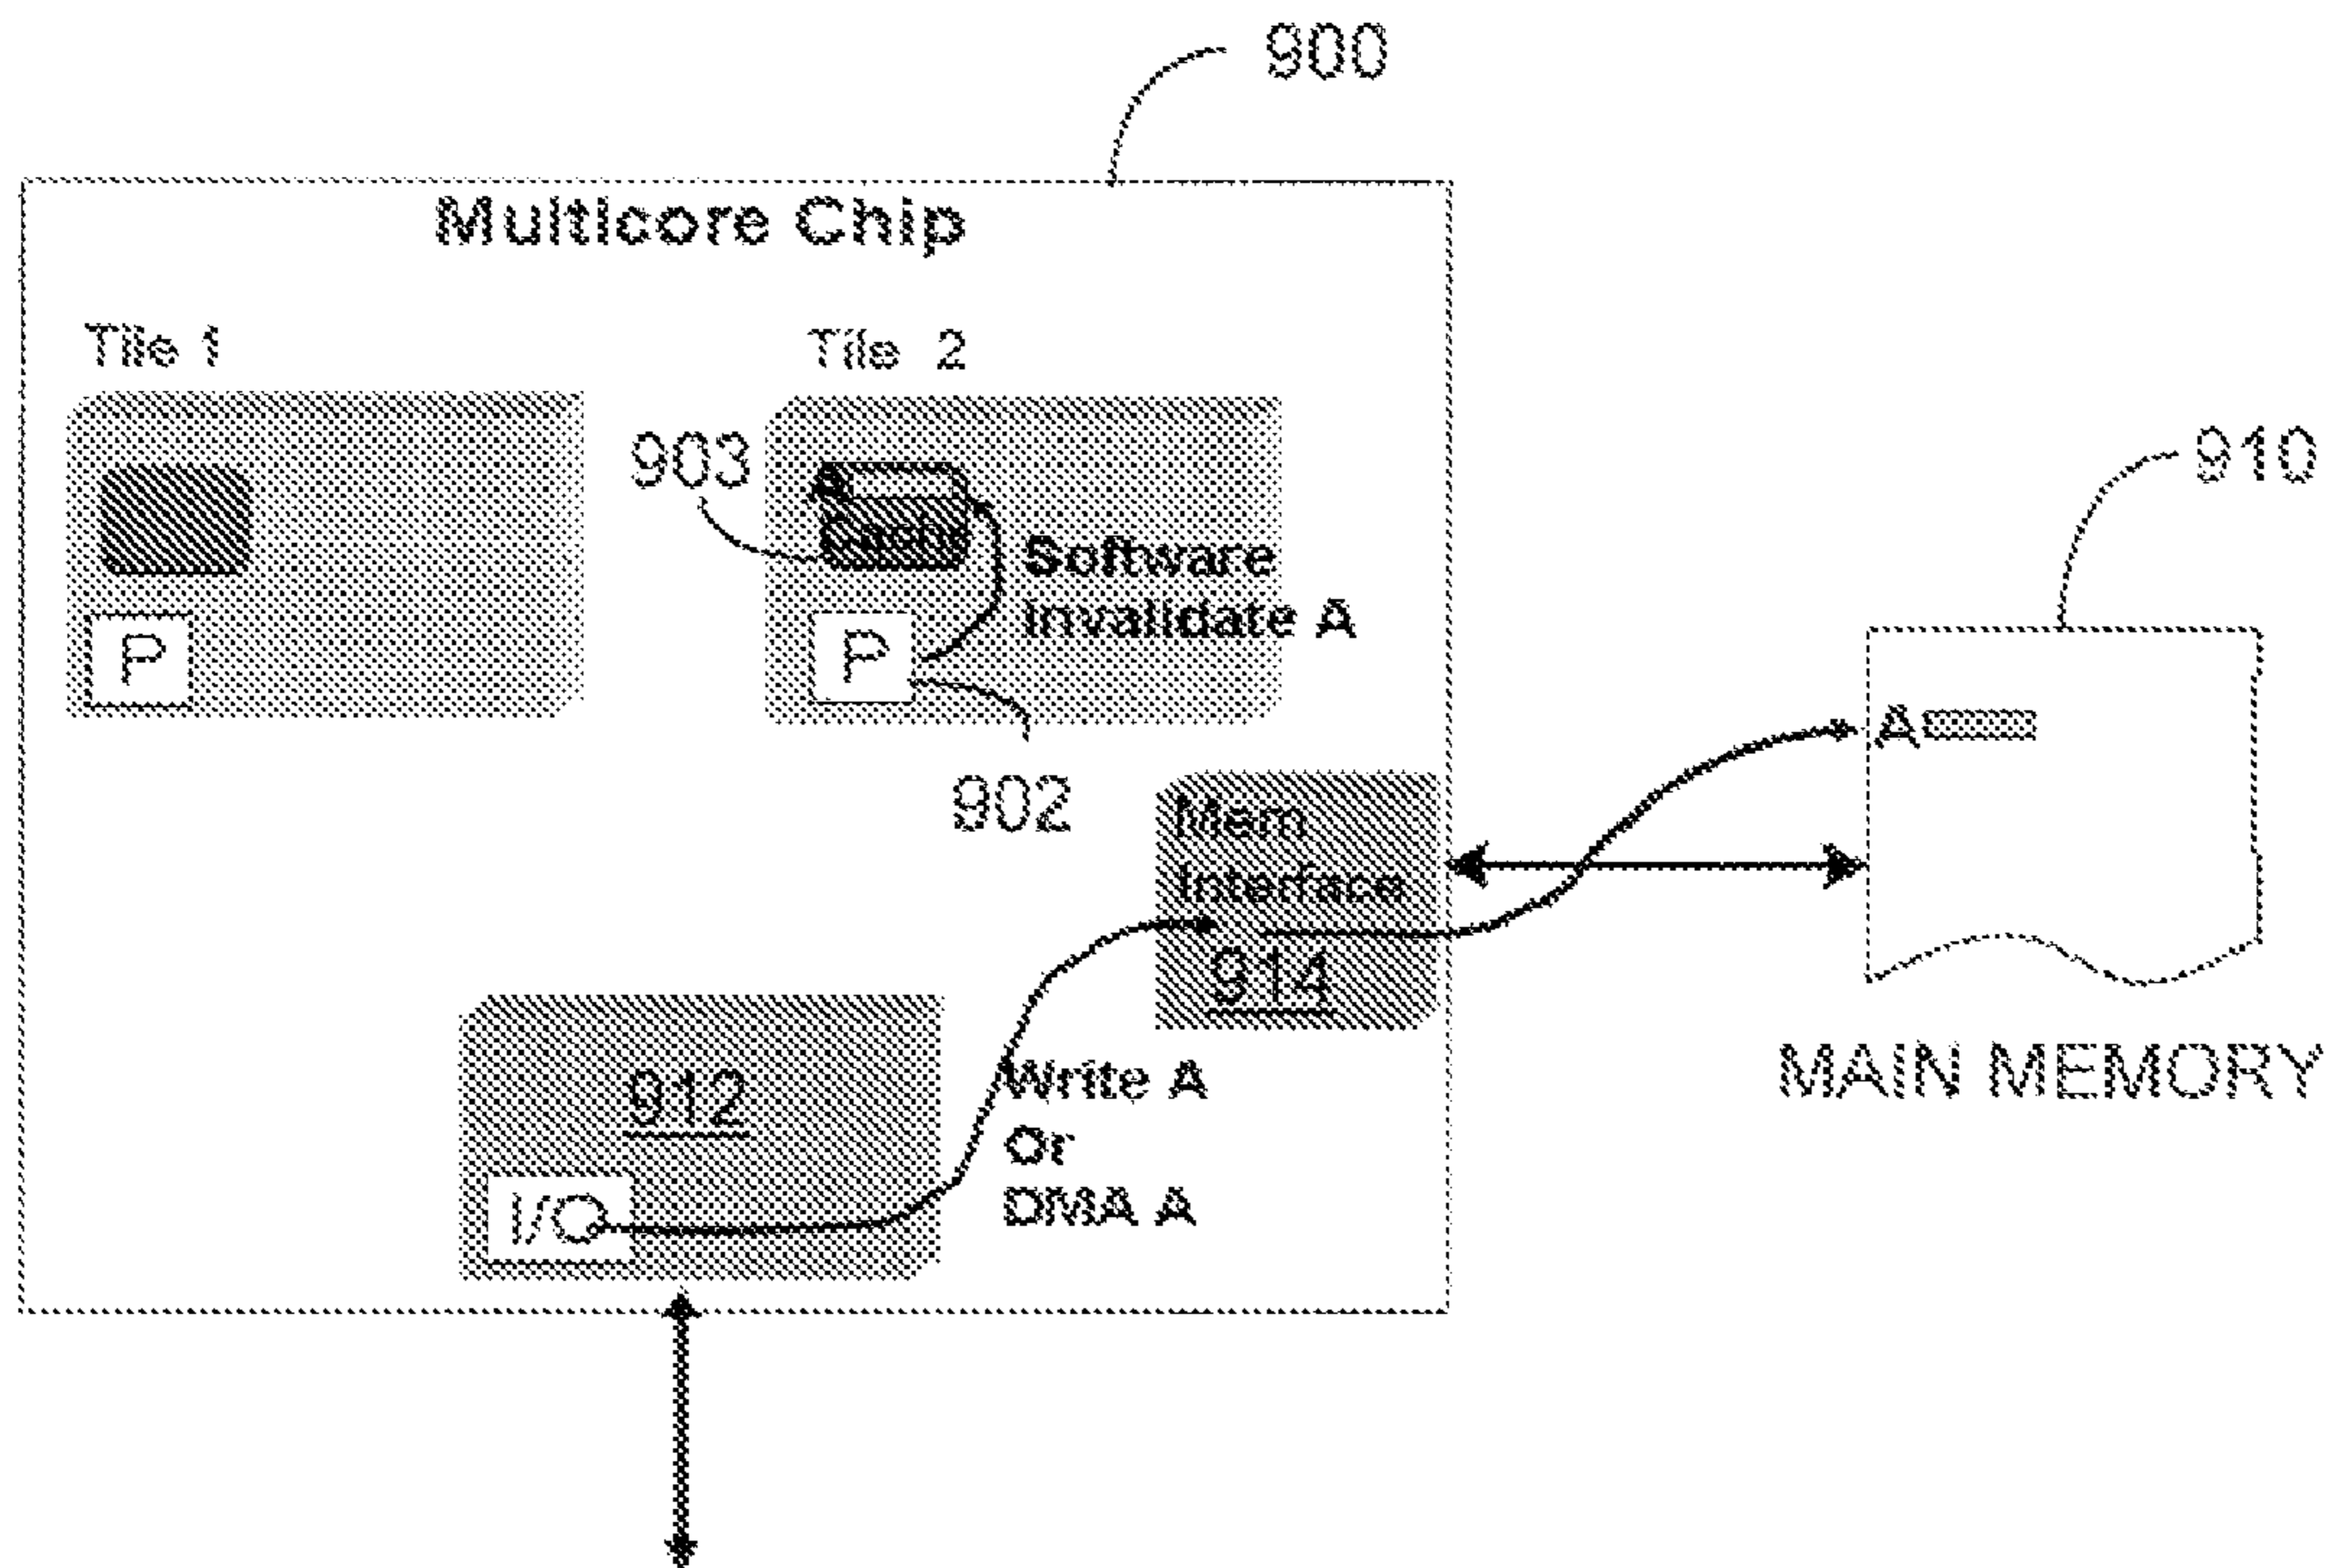 900
Multicore Chip
Tile 1
Tile 2
903
910
A
Cache
Software
Invalidate A
P
P
A
902
Mem
Interface
914
912
Write A
Or
DMA A
I/O
MAIN MEMORY